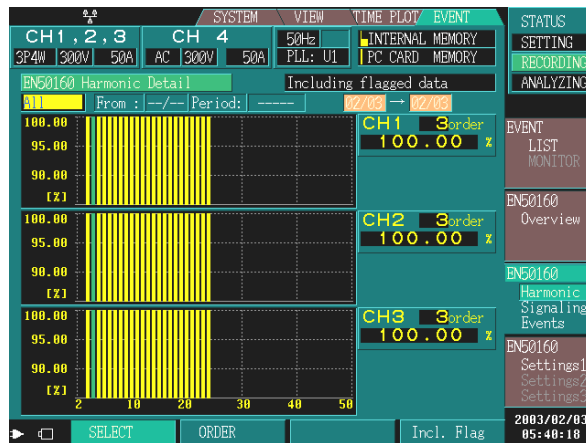 SYSTEM VIEW TIME PLOT EVENT
CH1,2,3
3P4W 300V 50A
CH 4
AC 300V 50A
50Hz
PLL: U1
INTERNAL MEMORY
PC CARD MEMORY
STATUS
SETTING
RECORDING
ANALYZING
EN50160 Harmonic Detail
Including flagged data
All From : --/-- Period: ----- 02/03 → 02/03
100.00
95.00
90.00
[%]
CH1 3order
100.00 %
100.00
95.00
90.00
[%]
CH2 3order
100.00 %
100.00
95.00
90.00
[%]
CH3 3order
100.00 %
2 10 20 30 40 50
EVENT
LIST
MONITOR
EN50160
Overview
EN50160
Harmonic
Signaling
Events
EN50160
Settings1
Settings2
Settings3
SELECT ORDER Incl. Flag
2003/02/03
05:40:18